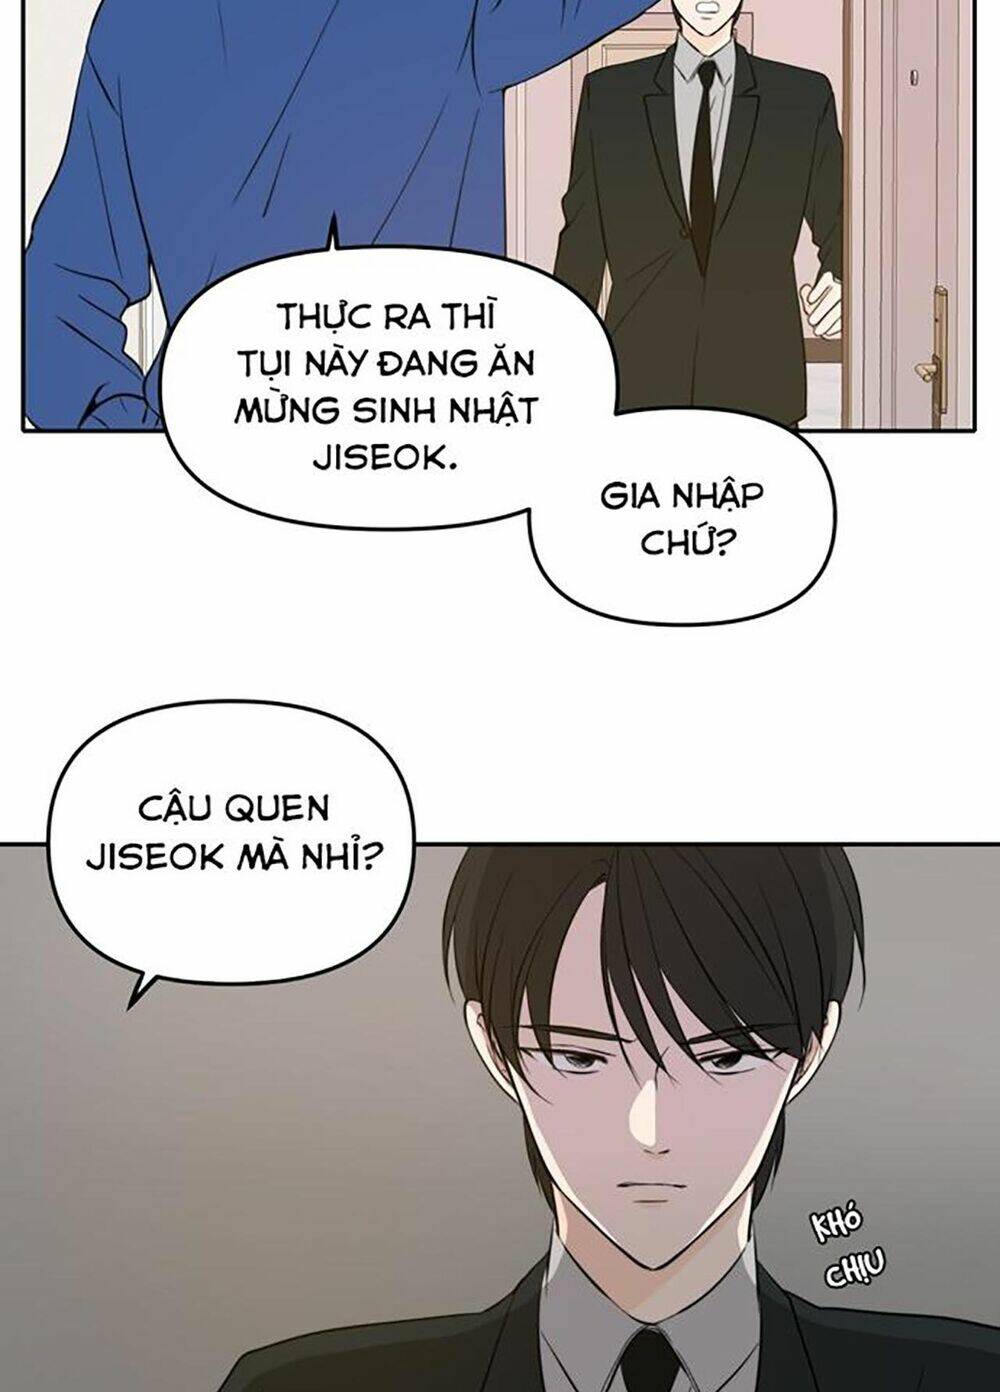 THỰC RA THÌ
TỤI NÀY ĐANG ĂN
MỪNG SINH NHẬT
JISEOK.
GIA NHẬP
CHỨ?
CẬU QUEN
JISEOK MÀ NHỈ?
KHÓ
CHỊU